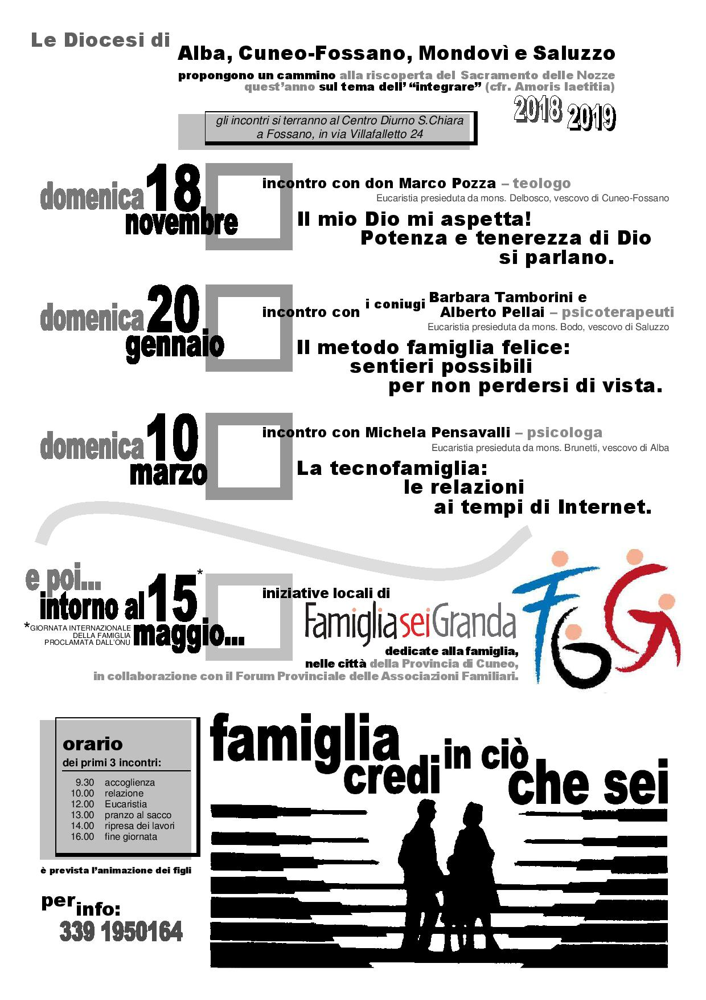 Le Diocesi di
Alba, Cuneo-Fossano, Mondovì e Saluzzo
propongono un cammino alla riscoperta del Sacramento delle Nozze
quest'anno sul tema dell' “integrare” (cfr. Amoris laetitia)
2018 2019
gli incontri si terranno al Centro Diurno S.Chiara
a Fossano, in via Villafalletto 24
domenica 18
novembre
incontro con don Marco Pozza – teologo
Eucaristia presieduta da mons. Delbosco, vescovo di Cuneo-Fossano
Il mio Dio mi aspetta!
Potenza e tenerezza di Dio
si parlano.
domenica 20
gennaio
incontro con i coniugi Barbara Tamborini e
Alberto Pellai – psicoterapeuti
Eucaristia presieduta da mons. Bodo, vescovo di Saluzzo
Il metodo famiglia felice:
sentieri possibili
per non perdersi di vista.
domenica 10
marzo
incontro con Michela Pensavalli – psicologa
Eucaristia presieduta da mons. Brunetti, vescovo di Alba
La tecnofamiglia:
le relazioni
ai tempi di Internet.
e poi...
intorno al 15*
maggio...
*GIORNATA INTERNAZIONALE
DELLA FAMIGLIA
PROCLAMATA DALL'ONU
iniziative locali di
FamigliaseiGranda
F6G
dedicate alla famiglia,
nelle città della Provincia di Cuneo,
in collaborazione con il Forum Provinciale delle Associazioni Familiari.
orario
dei primi 3 incontri:
9.30 accoglienza
10.00 relazione
12.00 Eucaristia
13.00 pranzo al sacco
14.00 ripresa dei lavori
16.00 fine giornata
è prevista l'animazione dei figli
per info:
339 1950164
famiglia
credi in ciò
che sei